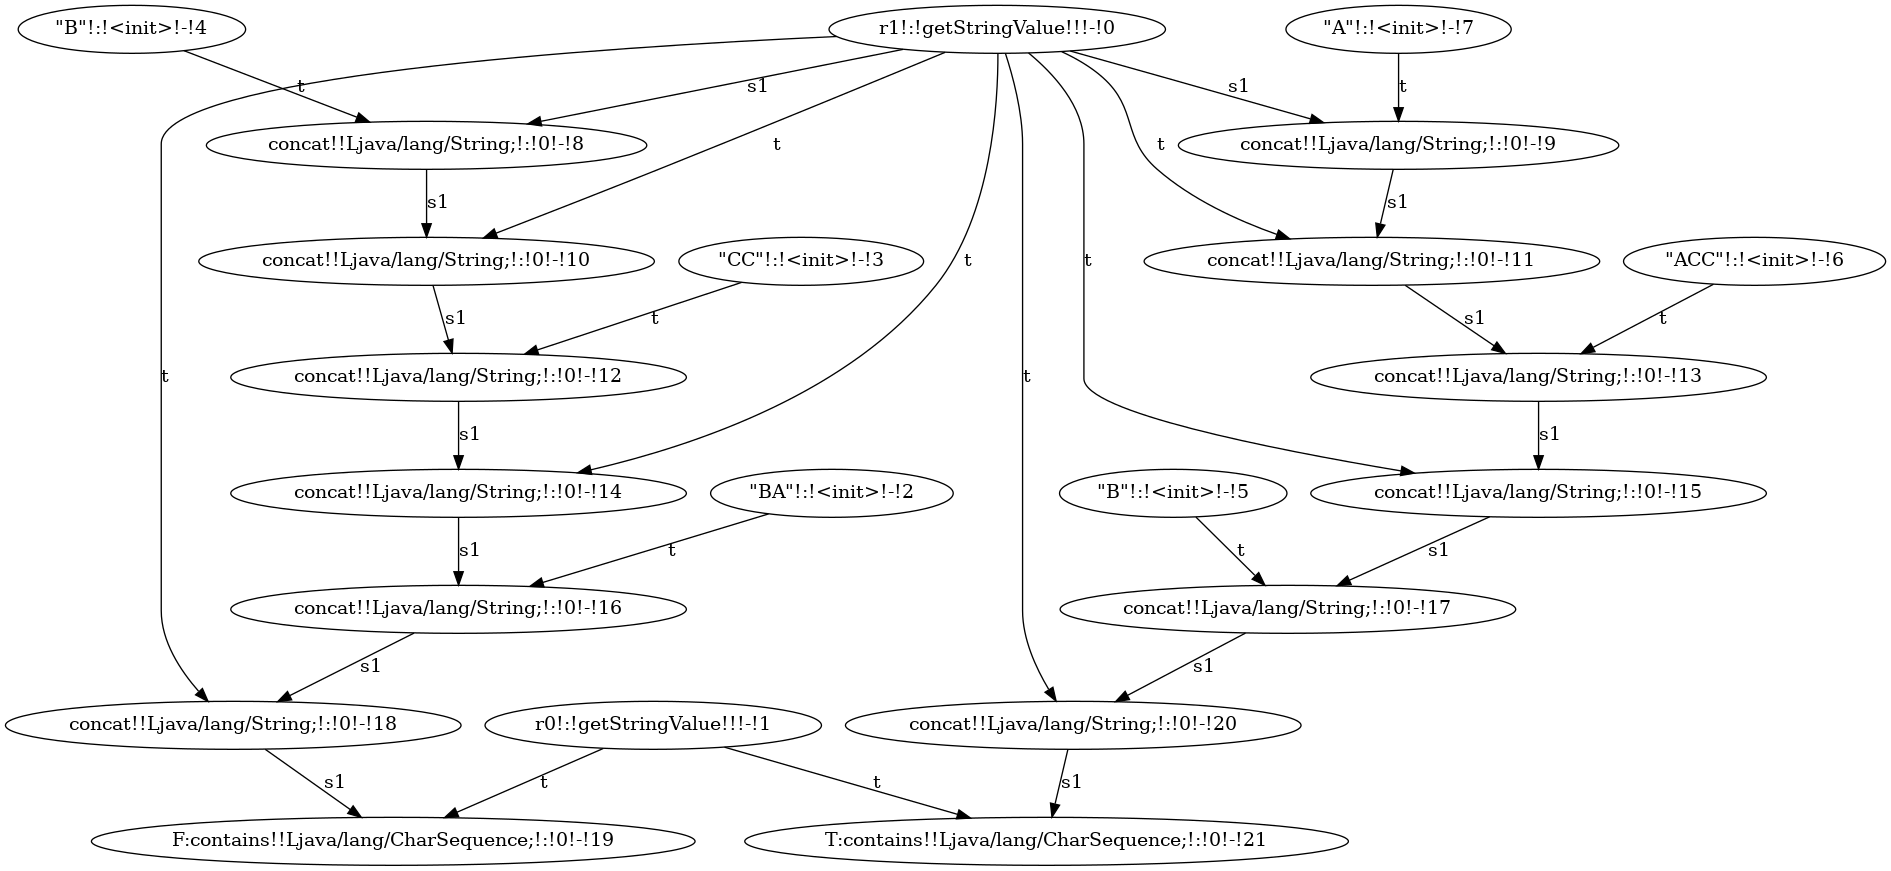 "B"!:!<init>!-!4
r1!:!getStringValue!!!-!0
"A"!:!<init>!-!7
t
s1
s1
t
concat!!Ljava/lang/String;!:!0!-!8
t
t
concat!!Ljava/lang/String;!:!0!-!9
s1
s1
concat!!Ljava/lang/String;!:!0!-!10
"CC"!:!<init>!-!3
t
t
concat!!Ljava/lang/String;!:!0!-!11
"ACC"!:!<init>!-!6
s1
t
s1
t
t
concat!!Ljava/lang/String;!:!0!-!12
t
concat!!Ljava/lang/String;!:!0!-!13
s1
s1
concat!!Ljava/lang/String;!:!0!-!14
"BA"!:!<init>!-!2
"B"!:!<init>!-!5
concat!!Ljava/lang/String;!:!0!-!15
s1
t
t
s1
concat!!Ljava/lang/String;!:!0!-!16
concat!!Ljava/lang/String;!:!0!-!17
s1
s1
concat!!Ljava/lang/String;!:!0!-!18
r0!:!getStringValue!!!-!1
concat!!Ljava/lang/String;!:!0!-!20
s1
t
t
s1
F:contains!!Ljava/lang/CharSequence;!:!0!-!19
T:contains!!Ljava/lang/CharSequence;!:!0!-!21